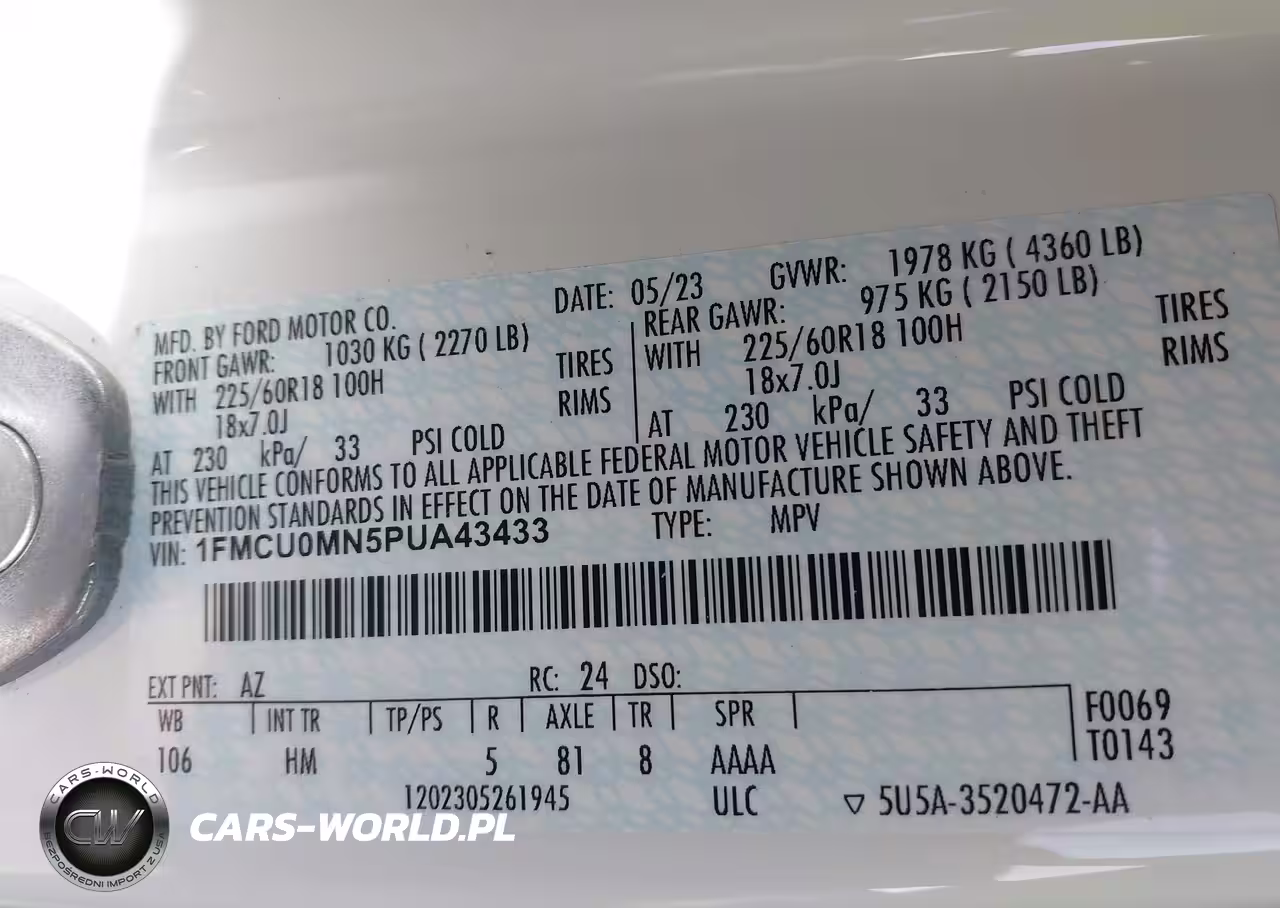 MFD. BY FORD MOTOR CO. DATE: 05/23 GVWR: 1978 KG ( 4360 LB)
FRONT GAWR: 1030 KG ( 2270 LB) REAR GAWR: 975 KG ( 2150 LB)
WITH 225/60R18 100H TIRES WITH 225/60R18 100H TIRES
18x7.0J RIMS 18x7.0J RIMS
AT 230 kPa/ 33 PSI COLD AT 230 kPa/ 33 PSI COLD
THIS VEHICLE CONFORMS TO ALL APPLICABLE FEDERAL MOTOR VEHICLE SAFETY AND THEFT
PREVENTION STANDARDS IN EFFECT ON THE DATE OF MANUFACTURE SHOWN ABOVE.
VIN: 1FMCU0MN5PUA43433 TYPE: MPV
EXT PNT: AZ RC: 24 DSO:
WB INT TR TP/PS R AXLE TR SPR F0069
106 HM 5 81 8 AAAA T0143
1202305261945 ULC ▽ 5U5A-3520472-AA
CARS-WORLD
CW
BEZPOŚREDNI IMPORT Z USA
CARS-WORLD.PL